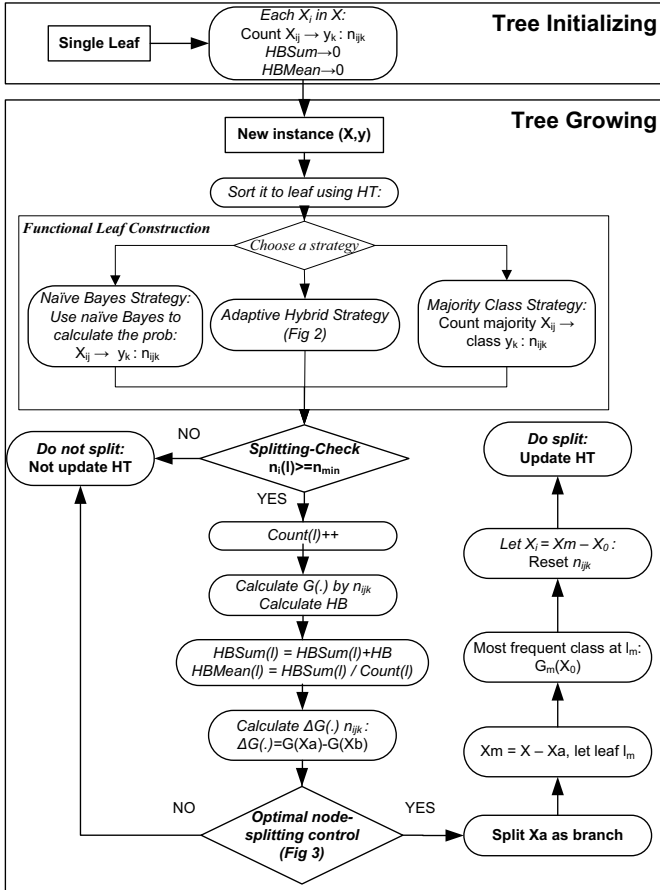 Tree Initializing
Single Leaf
Each Xi in X:
Count Xij → yk : nijk
HBSum→0
HBMean→0
Tree Growing
New instance (X,y)
Sort it to leaf using HT:
Functional Leaf Construction
Choose a strategy
Naïve Bayes Strategy:
Use naïve Bayes to
calculate the prob:
Xij → yk : nijk
Adaptive Hybrid Strategy
(Fig 2)
Majority Class Strategy:
Count majority Xij →
class yk : nijk
Do not split:
Not update HT
NO
Splitting-Check
ni(l)>=nmin
YES
Do split:
Update HT
Count(l)++
Let Xi = Xm – X0 :
Reset nijk
Calculate G(.) by nijk
Calculate HB
HBSum(l) = HBSum(l)+HB
HBMean(l) = HBSum(l) / Count(l)
Most frequent class at lm:
Gm(X0)
Calculate ΔG(.) nijk :
ΔG(.)=G(Xa)-G(Xb)
Xm = X – Xa, let leaf lm
NO
Optimal node-
splitting control
(Fig 3)
YES
Split Xa as branch